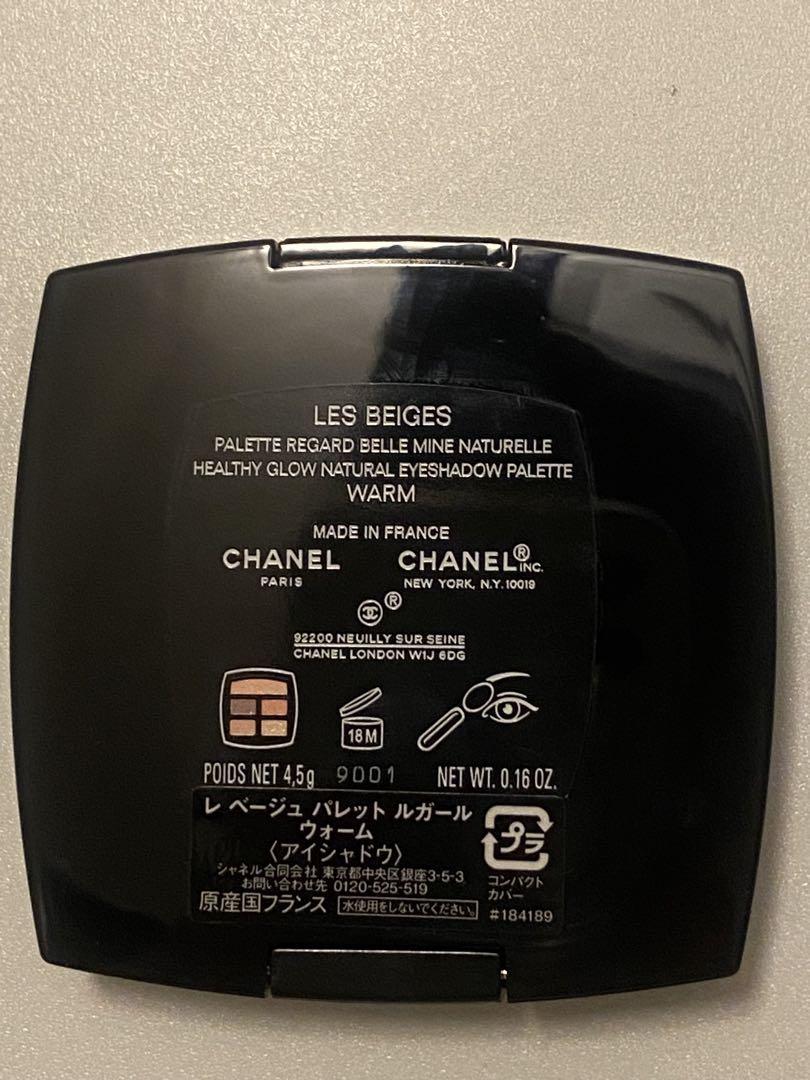 LES BEIGES
PALETTE REGARD BELLE MINE NATURELLE
HEALTHY GLOW NATURAL EYESHADOW PALETTE
WARM
MADE IN FRANCE
CHANEL CHANEL® INC.
PARIS NEW YORK, N.Y. 10019
®
92200 NEUILLY SUR SEINE
CHANEL LONDON W1J 6DG
18M
POIDS NET 4,5g 9001 NET WT. 0.16 OZ.
レ ベージュ パレット ルガール
ウォーム
〈アイシャドウ〉
シャネル合同会社 東京都中央区銀座3-5-3
お問い合わせ先 0120-525-519
原産国フランス 水使用をしないでください。
プラ
コンパクト
カバー
#184189